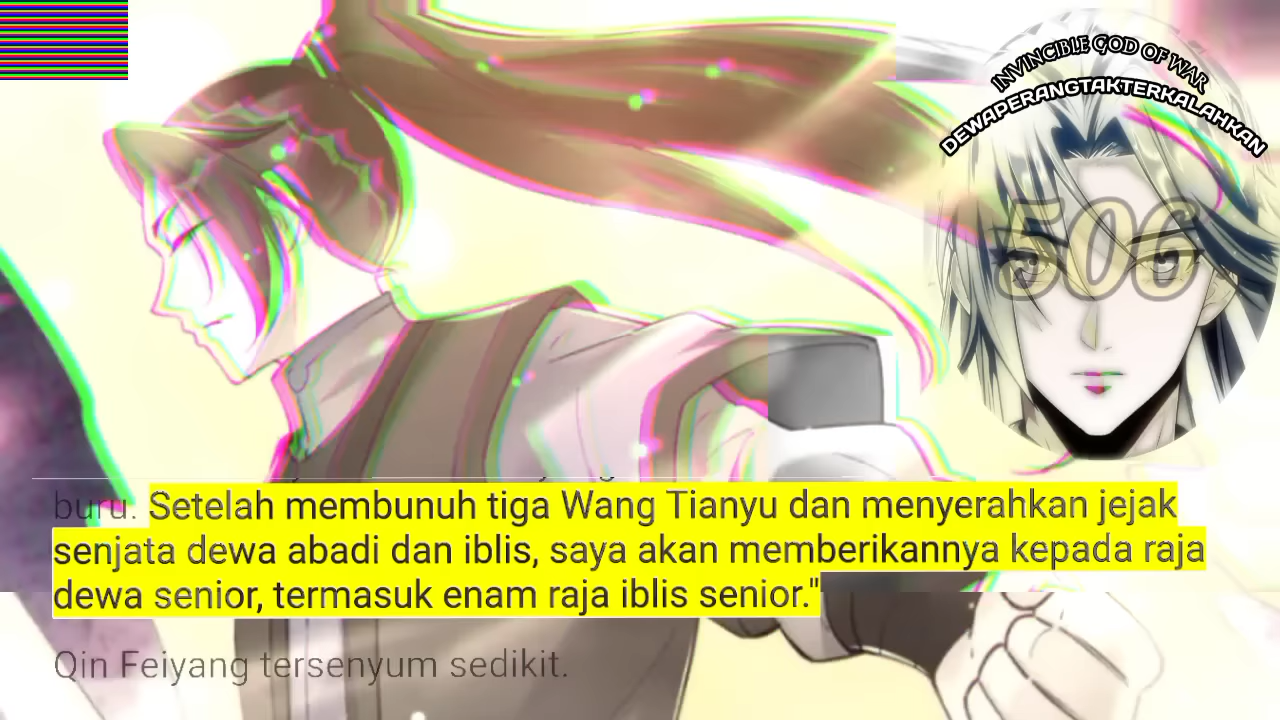 INVINCIBLE GOD OF WAR
DEWAPERANGTAKTERKALAHKAN
506
buru. Setelah membunuh tiga Wang Tianyu dan menyerahkan jejak
senjata dewa abadi dan iblis, saya akan memberikannya kepada raja
dewa senior, termasuk enam raja iblis senior."
Qin Feiyang tersenyum sedikit.